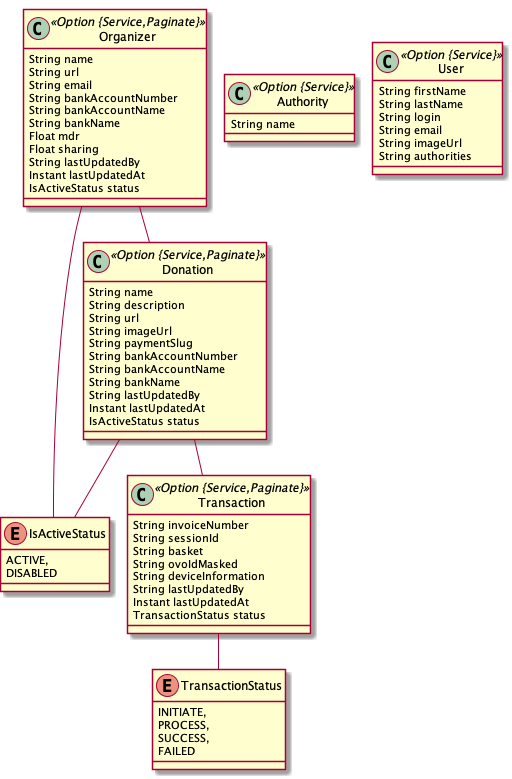 C
«Option {Service,Paginate}»
Organizer
String name
String url
String email
String bankAccountNumber
String bankAccountName
String bankName
Float mdr
Float sharing
String lastUpdatedBy
Instant lastUpdatedAt
IsActiveStatus status
C
«Option {Service}»
Authority
String name
C
«Option {Service}»
User
String firstName
String lastName
String login
String email
String imageUrl
String authorities
C
«Option {Service,Paginate}»
Donation
String name
String description
String url
String imageUrl
String paymentSlug
String bankAccountNumber
String bankAccountName
String bankName
String lastUpdatedBy
Instant lastUpdatedAt
IsActiveStatus status
E IsActiveStatus
ACTIVE,
DISABLED
C
«Option {Service,Paginate}»
Transaction
String invoiceNumber
String sessionId
String basket
String ovoIdMasked
String deviceInformation
String lastUpdatedBy
Instant lastUpdatedAt
TransactionStatus status
E TransactionStatus
INITIATE,
PROCESS,
SUCCESS,
FAILED